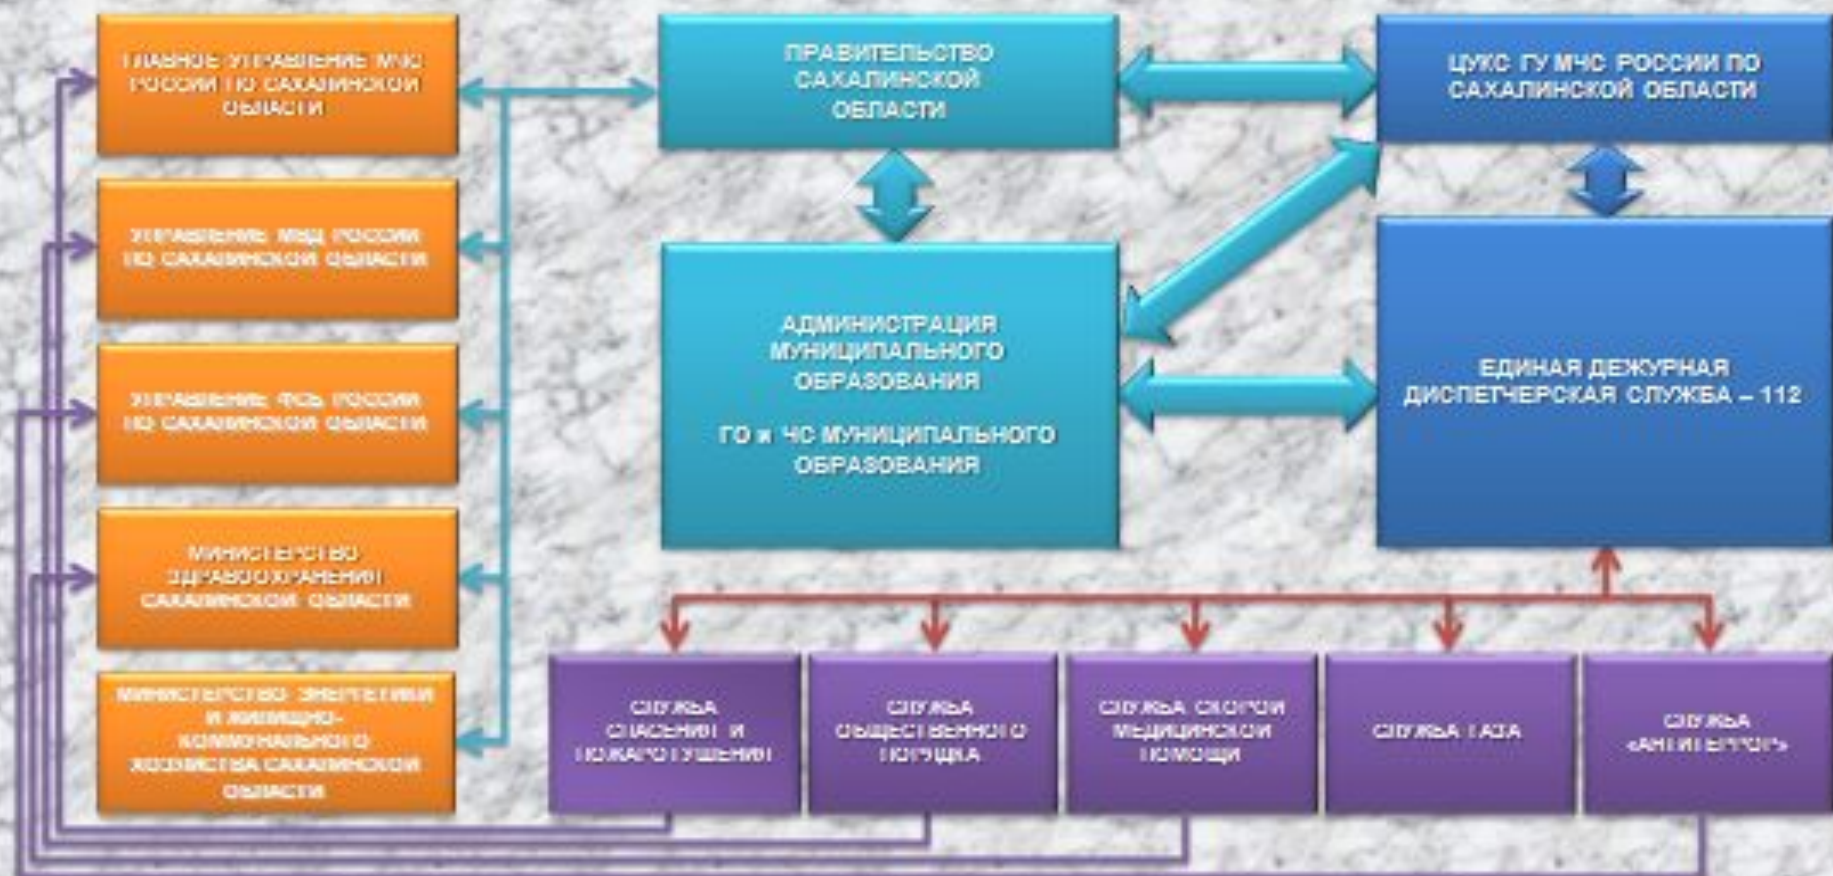 ГЛАВНОЕ УПРАВЛЕНИЕ МЧС
РОССИИ ПО САХАЛИНСКОЙ
ОБЛАСТИ
ПРАВИТЕЛЬСТВО
САХАЛИНСКОЙ
ОБЛАСТИ
ЦУКС ГУ МЧС РОССИИ ПО
САХАЛИНСКОЙ ОБЛАСТИ
УПРАВЛЕНИЕ МВД РОССИИ
ПО САХАЛИНСКОЙ ОБЛАСТИ
АДМИНИСТРАЦИЯ
МУНИЦИПАЛЬНОГО
ОБРАЗОВАНИЯ
ГО и ЧС МУНИЦИПАЛЬНОГО
ОБРАЗОВАНИЯ
ЕДИНАЯ ДЕЖУРНАЯ
ДИСПЕТЧЕРСКАЯ СЛУЖБА – 112
УПРАВЛЕНИЕ ФСБ РОССИИ
ПО САХАЛИНСКОЙ ОБЛАСТИ
МИНИСТЕРСТВО
ЗДРАВООХРАНЕНИЯ
САХАЛИНСКОЙ ОБЛАСТИ
МИНИСТЕРСТВО ЭНЕРГЕТИКИ
И ЖИЛИЩНО-
КОММУНАЛЬНОГО
ХОЗЯЙСТВА САХАЛИНСКОЙ
ОБЛАСТИ
СЛУЖБА
СПАСЕНИЯ И
ПОЖАРОТУШЕНИЯ
СЛУЖБА
ОБЩЕСТВЕННОГО
ПОРЯДКА
СЛУЖБА СКОРОЙ
МЕДИЦИНСКОЙ
ПОМОЩИ
СЛУЖБА ГАЗА
СЛУЖБА
«АНТИТЕРРОР»